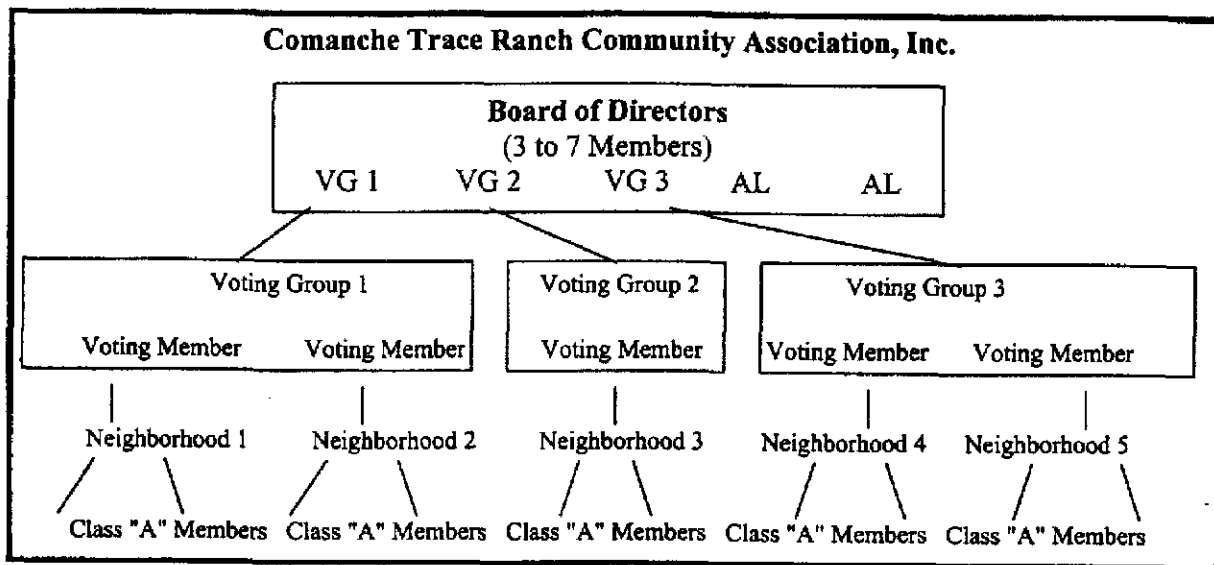 Comanche Trace Ranch Community Association, Inc.
Board of Directors
(3 to 7 Members)
VG 1 VG 2 VG 3 AL AL
Voting Group 1 Voting Group 2 Voting Group 3
Voting Member Voting Member Voting Member Voting Member Voting Member
Neighborhood 1 Neighborhood 2 Neighborhood 3 Neighborhood 4 Neighborhood 5
Class "A" Members Class "A" Members Class "A" Members Class "A" Members Class "A" Members